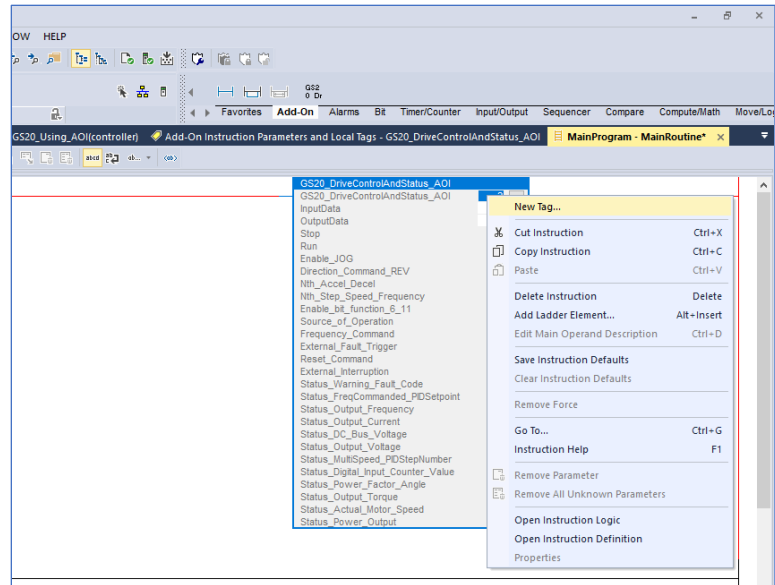 OW HELP
GS2
0 Dr
Favorites Add-On Alarms Bit Timer/Counter Input/Output Sequencer Compare Compute/Math Move/Log
GS20_Using_AOI(controller) Add-On Instruction Parameters and Local Tags - GS20_DriveControlAndStatus_AOI MainProgram - MainRoutine*
abcd ab...
GS20_DriveControlAndStatus_AOI
GS20_DriveControlAndStatus_AOI
InputData
OutputData
Stop
Run
Enable_JOG
Direction_Command_REV
Nth_Accel_Decel
Nth_Step_Speed_Frequency
Enable_bit_function_6_11
Source_of_Operation
Frequency_Command
External_Fault_Trigger
Reset_Command
External_Interruption
Status_Warning_Fault_Code
Status_FreqCommanded_PIDSetpoint
Status_Output_Frequency
Status_Output_Current
Status_DC_Bus_Voltage
Status_Output_Voltage
Status_MultiSpeed_PIDStepNumber
Status_Digital_Input_Counter_Value
Status_Power_Factor_Angle
Status_Output_Torque
Status_Actual_Motor_Speed
Status_Power_Output
New Tag...
Cut Instruction Ctrl+X
Copy Instruction Ctrl+C
Paste Ctrl+V
Delete Instruction Delete
Add Ladder Element... Alt+Insert
Edit Main Operand Description Ctrl+D
Save Instruction Defaults
Clear Instruction Defaults
Remove Force
Go To... Ctrl+G
Instruction Help F1
Remove Parameter
Remove All Unknown Parameters
Open Instruction Logic
Open Instruction Definition
Properties